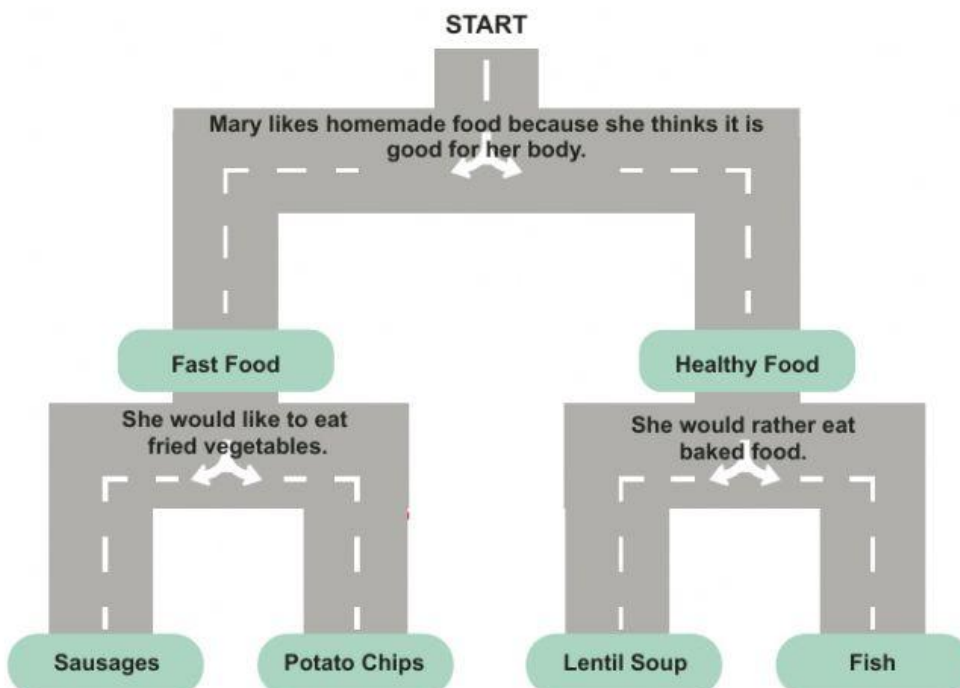 START
Mary likes homemade food because she thinks it is
good for her body.
Fast Food
Healthy Food
She would like to eat
fried vegetables.
She would rather eat
baked food.
Sausages
Potato Chips
Lentil Soup
Fish